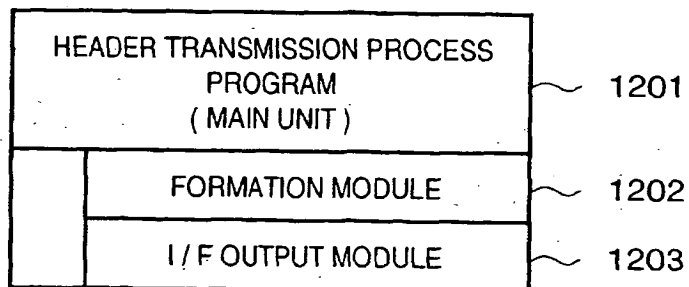 HEADER TRANSMISSION PROCESS
PROGRAM
( MAIN UNIT )
1201
FORMATION MODULE
1202
I / F OUTPUT MODULE
1203